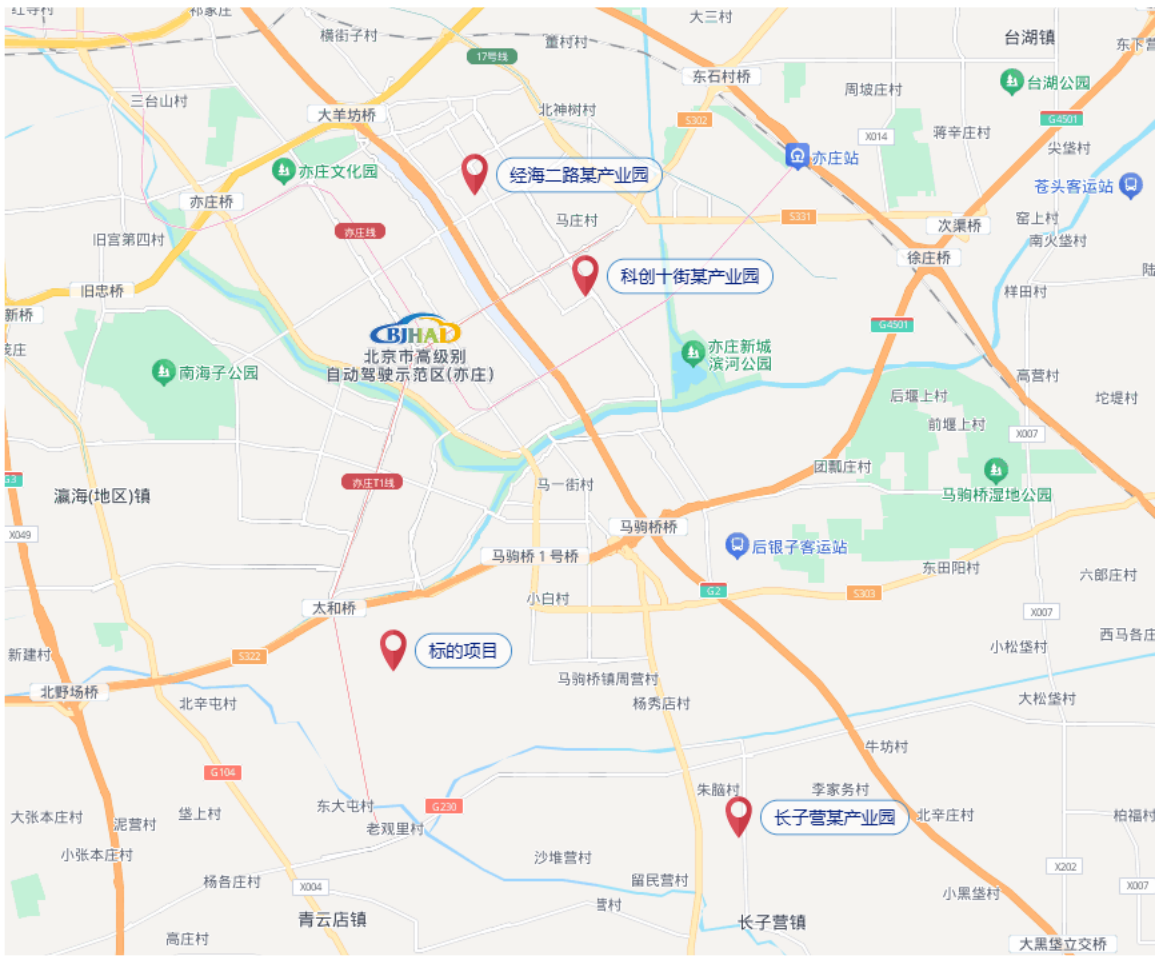 红寺村
祁家庄
大三村
台湖镇
横街子村
董村村
东下营
17号线
东石村桥
台湖公园
三台山村
周坡庄村
大羊坊桥
北神树村
S302
G4501
X014
蒋辛庄村
尖垡村
亦庄站
亦庄文化园
经海二路某产业园
苍头客运站
亦庄桥
马庄村
S331
窑上村
次渠桥
亦庄线
旧宫第四村
南火垡村
徐庄桥
科创十街某产业园
陆
旧忠桥
样田村
新桥
G4501
BJHAD
北京市高级别
自动驾驶示范区(亦庄)
亦庄新城
滨河公园
南海子公园
高营村
后堰上村
坨堤村
前堰上村
X007
团瓢庄村
G3
亦庄T1线
马一街村
瀛海(地区)镇
马驹桥湿地公园
马驹桥桥
X049
后银子客运站
马驹桥1号桥
东田阳村
六郎庄村
G2
S303
小白村
太和桥
X007
西马各庄
标的项目
小松垡村
新建村
S322
马驹桥镇周营村
北野场桥
大松垡村
北辛屯村
杨秀店村
牛坊村
G104
朱脑村
李家务村
东大屯村
G230
大张本庄村
垡上村
长子营某产业园
北辛庄村
柏福村
泥营村
老观里村
小张本庄村
沙堆营村
X202
杨各庄村
X004
留民营村
X007
小黑垡村
营村
青云店镇
长子营镇
高庄村
大黑垡立交桥